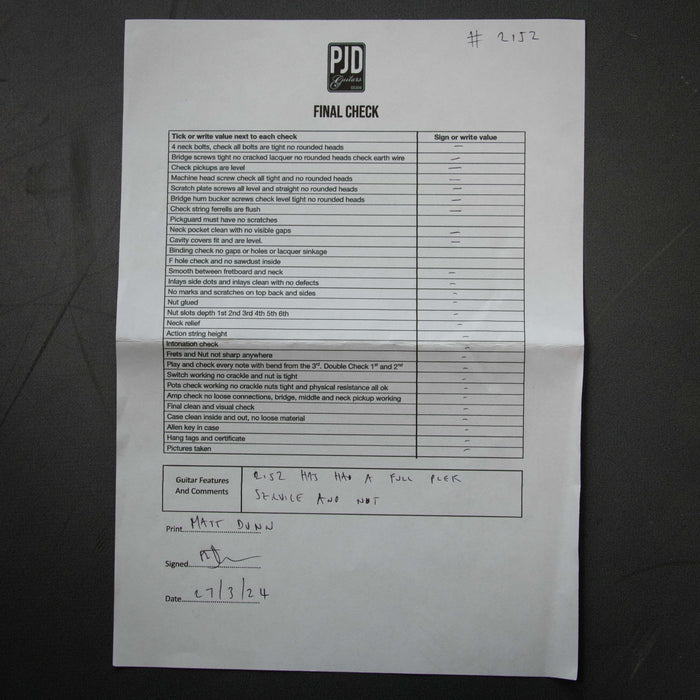 # 2152
PJD
Guitars
FINAL CHECK
Tick or write value next to each check Sign or write value
4 neck bolts, check all bolts are tight no rounded heads
Bridge screws tight no cracked lacquer no rounded heads check earth wire
Check pickups are level
Machine head screw check all tight and no rounded heads
Scratch plate screws all level and straight no rounded heads
Bridge hum bucker screws check level tight no rounded heads
Check string ferrells are flush
Pickguard must have no scratches
Neck pocket clean with no visible gaps
Cavity covers fit and are level.
Binding check no gaps or holes or lacquer sinkage
F hole check and no sawdust inside
Smooth between fretboard and neck
Inlays side dots and inlays clean with no defects
No marks and scratches on top back and sides
Nut glued
Nut slots depth 1st 2nd 3rd 4th 5th 6th
Neck relief
Action string height
Intonation check
Frets and Nut not sharp anywhere
Play and check every note with bend from the 3rd. Double Check 1st and 2nd
Switch working no crackle and nut is tight
Pots check working no crackle nuts tight and physical resistance all ok
Amp check no loose connections, bridge, middle and neck pickup working
Final clean and visual check
Case clean inside and out, no loose material
Allen key in case
Hang tags and certificate
Pictures taken
Guitar Features And Comments
2152 HAS HAD A FULL PLEK
SERVICE AND NUT
Print MATT DUNN
Signed
Date 27/3/24